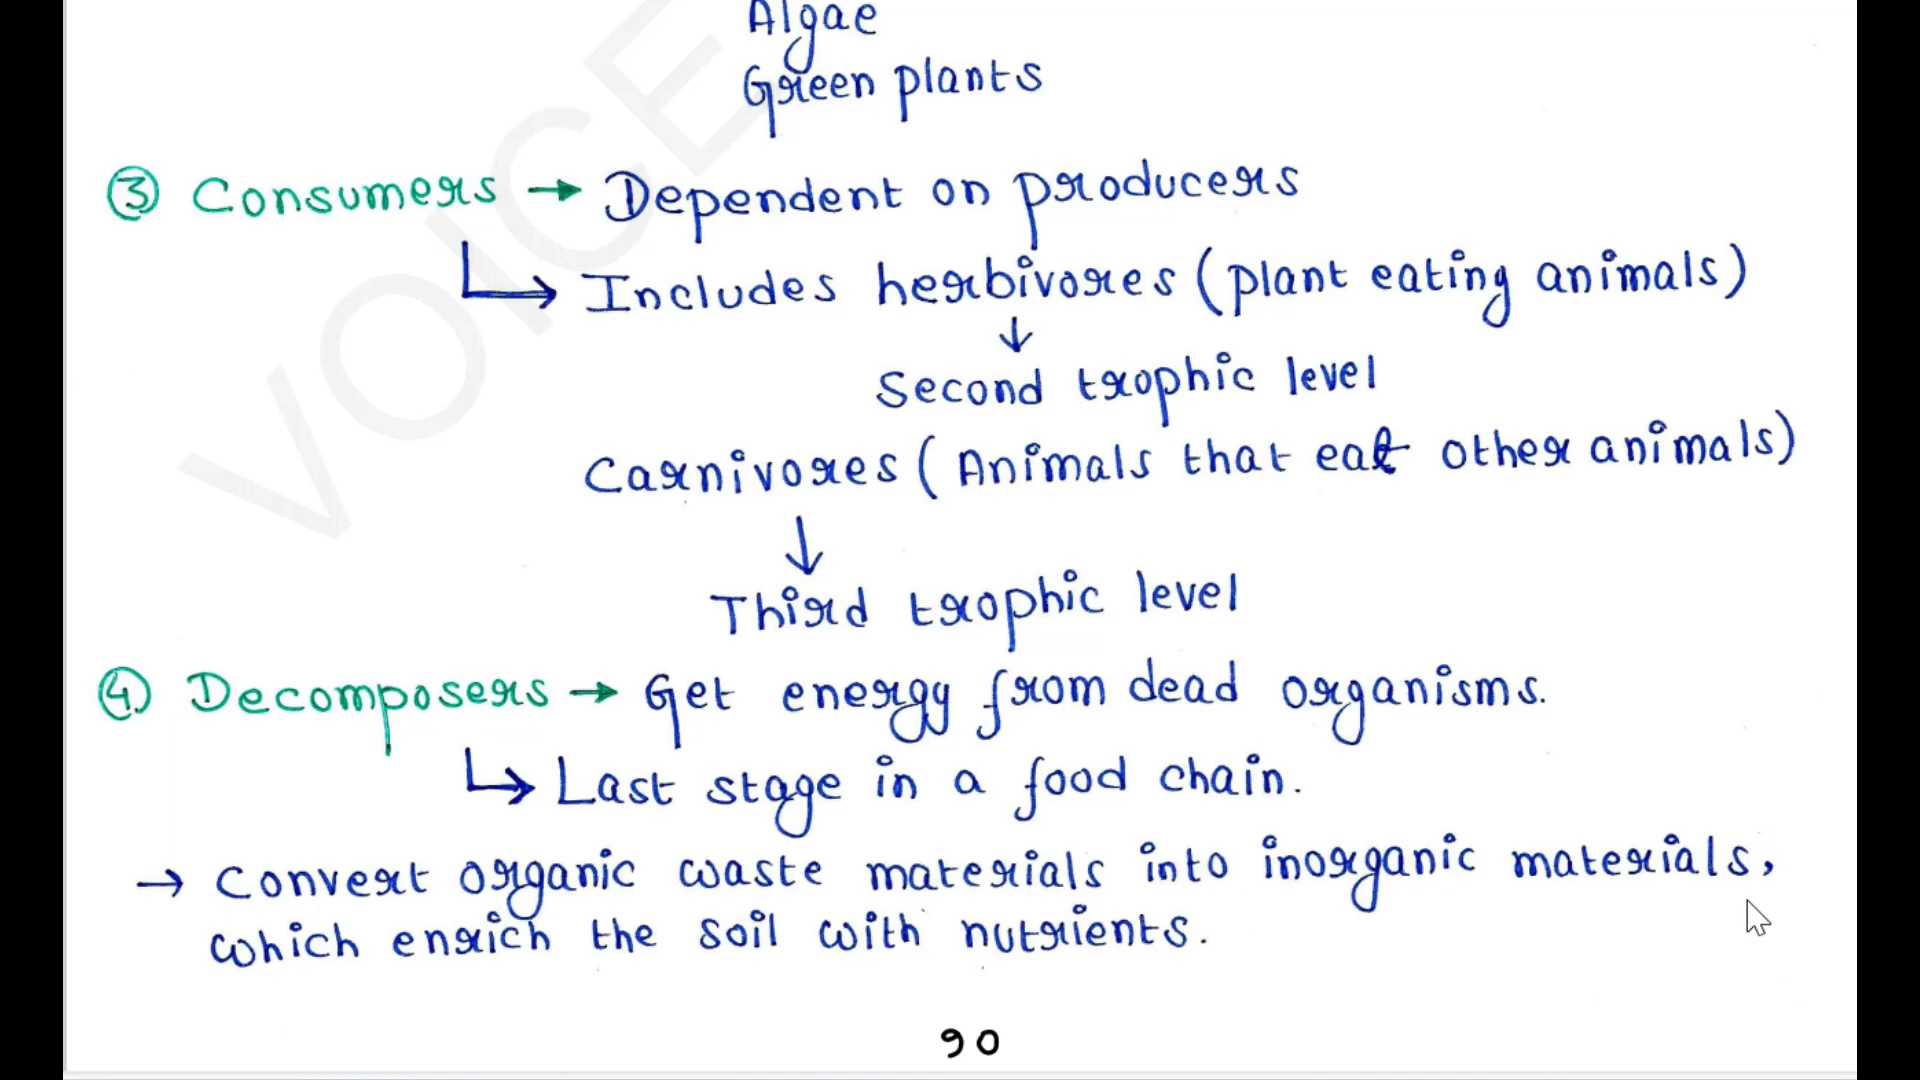 Algae
Green plants
③ Consumers → Dependent on producers
↳ Includes herbivores (plant eating animals)
↓
Second trophic level
Carnivores (Animals that eat other animals)
↓
Third trophic level
④ Decomposers → Get energy from dead organisms.
↳ Last stage in a food chain.
→ Convert organic waste materials into inorganic materials,
which enrich the soil with nutrients.
90
VOICE